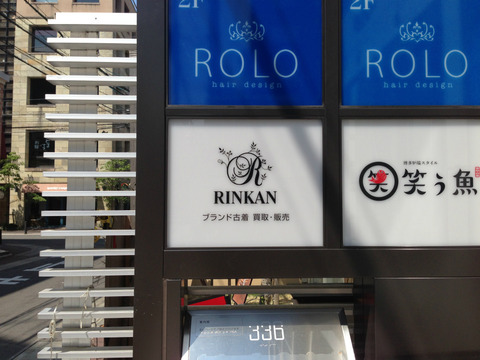 2F
ROLO
hair design
2F
ROLO
hair design
R
RINKAN
ブランド古着 買取・販売
笑
笑う魚
336